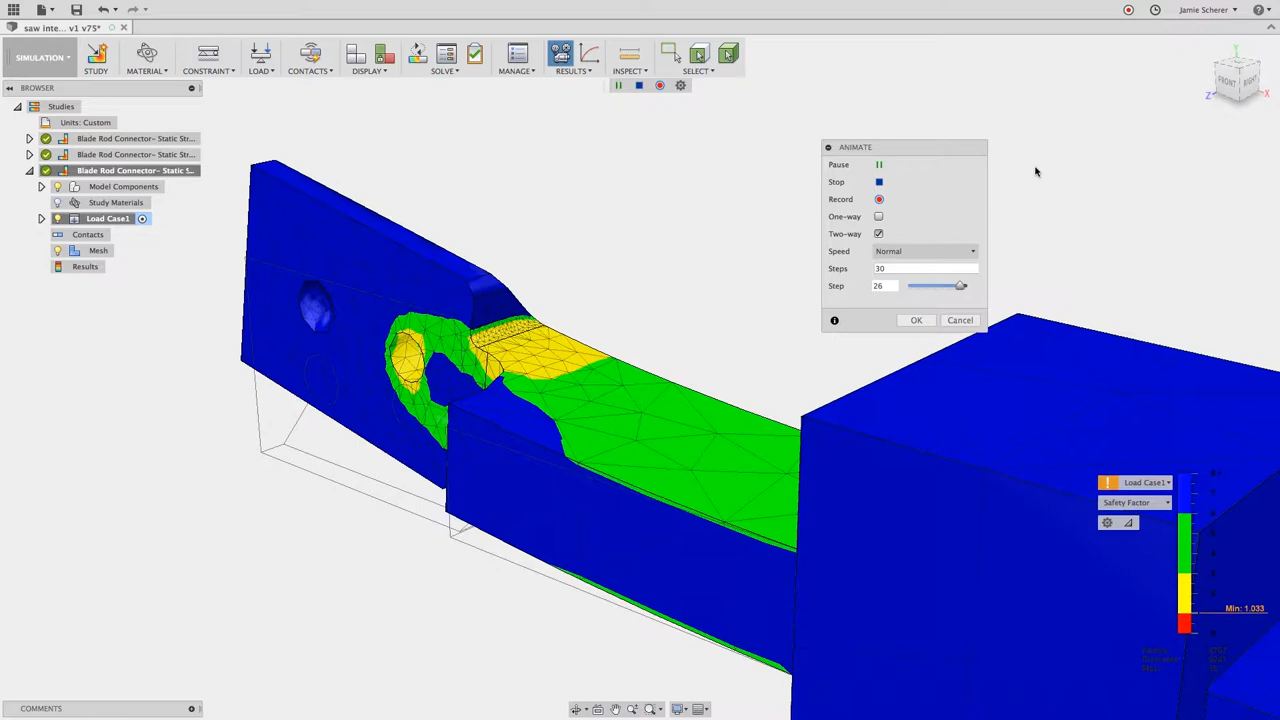 Jamie Scherer
saw inte... v1 v75*
SIMULATION
STUDY
MATERIAL
CONSTRAINT
LOAD
CONTACTS
DISPLAY
SOLVE
MANAGE
RESULTS
INSPECT
SELECT
BROWSER
Studies
Units: Custom
Blade Rod Connector- Static Str...
Blade Rod Connector- Static Str...
Blade Rod Connector- Static S...
Model Components
Study Materials
Load Case1
Contacts
Mesh
Results
FRONT
RIGHT
Y
Z
X
ANIMATE
Pause
Stop
Record
One-way
Two-way
Speed Normal
Steps 30
Step 26
OK Cancel
Load Case1
Safety Factor
Min: 1.033
COMMENTS